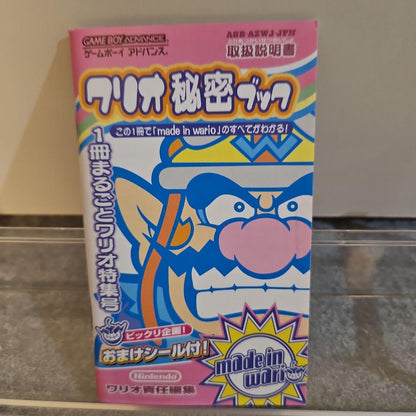 GAME BOY ADVANCE
ゲームボーイ アドバンス
AGB-AZWJ-JPN
取扱説明書
ワリオ秘密ブック
この1冊で「made in wario」のすべてがわかる!
1冊まるごとワリオ特集号
ビックリ企画!
おまけシール付!
made in wario
Nintendo
ワリオ責任編集